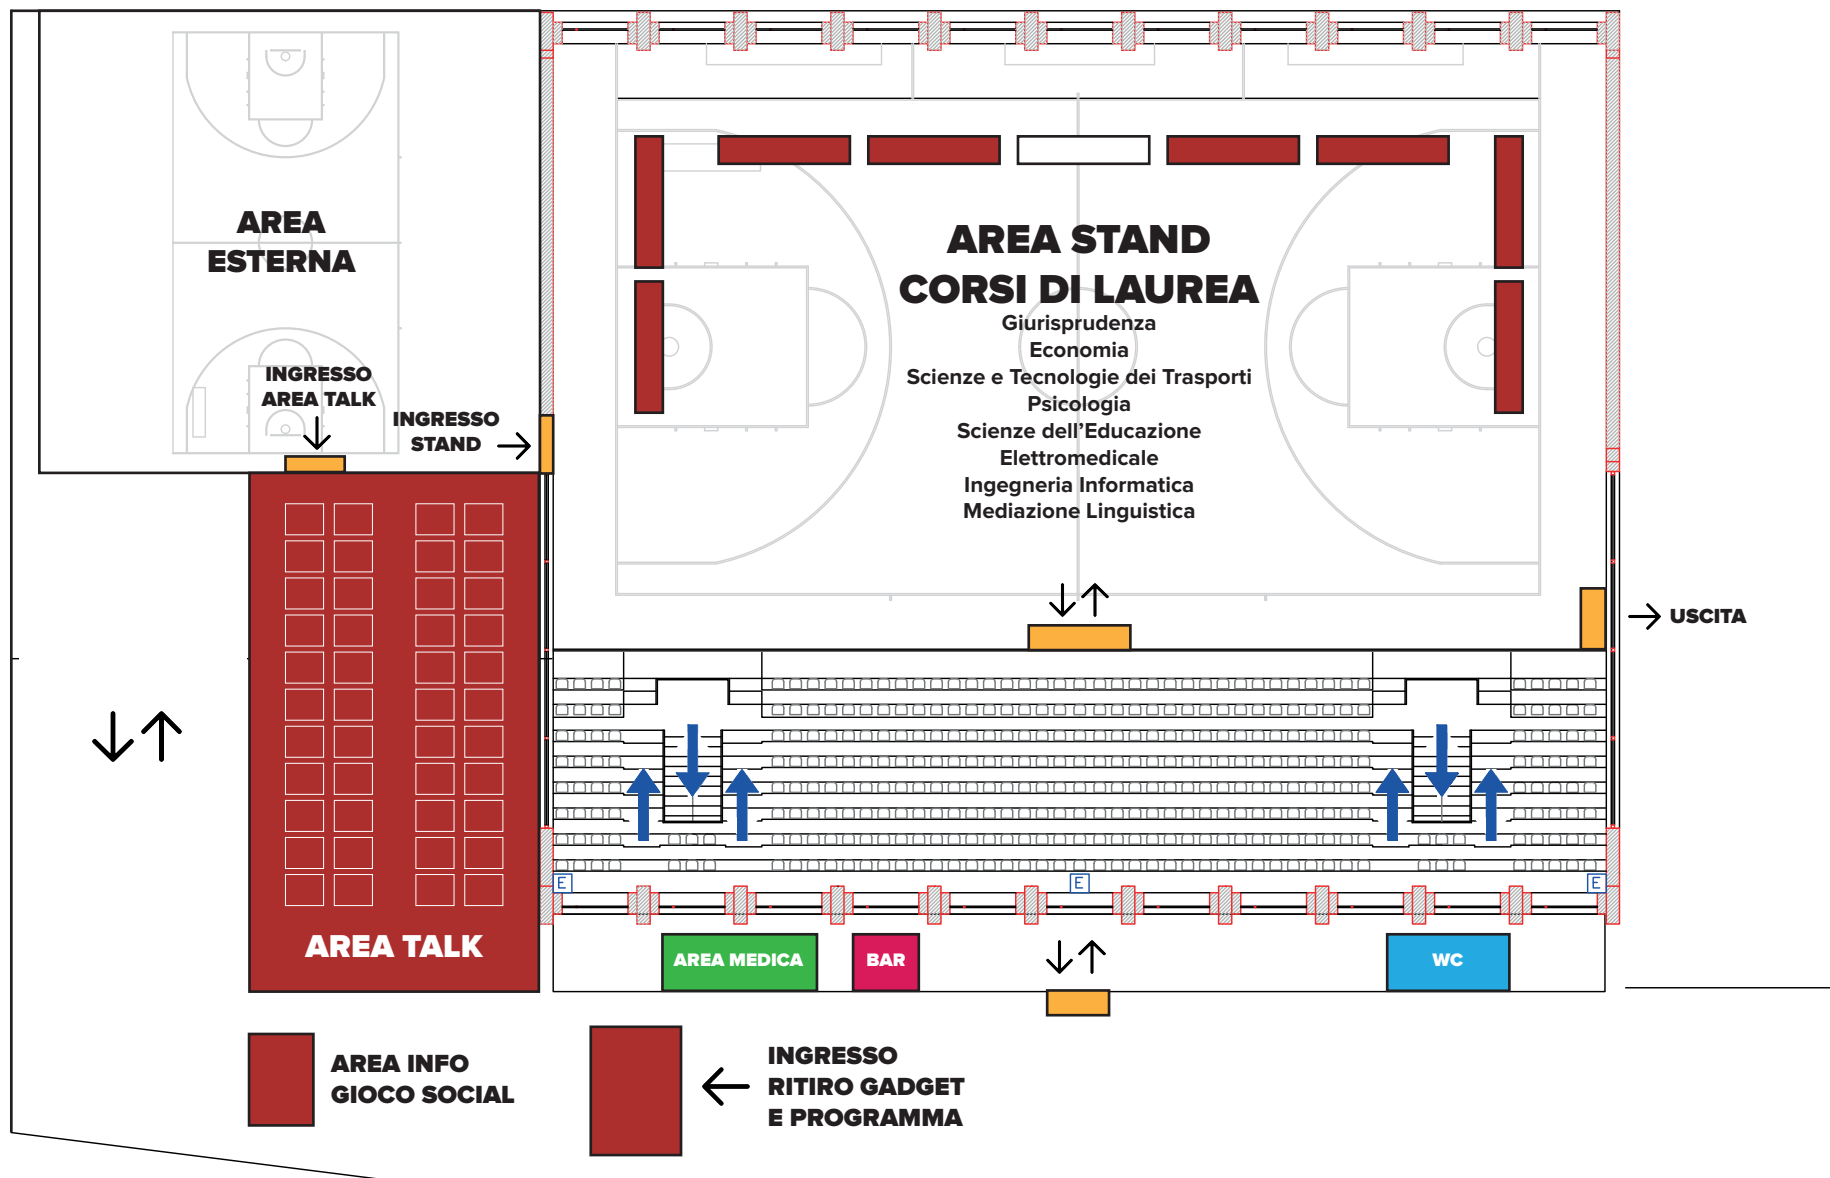 AREA
ESTERNA
INGRESSO
AREA TALK
INGRESSO
STAND
AREA STAND
CORSI DI LAUREA
Giurisprudenza
Economia
Scienze e Tecnologie dei Trasporti
Psicologia
Scienze dell'Educazione
Elettromedicale
Ingegneria Informatica
Mediazione Linguistica
USCITA
E
E
E
AREA TALK
AREA MEDICA
BAR
WC
AREA INFO
GIOCO SOCIAL
INGRESSO
RITIRO GADGET
E PROGRAMMA